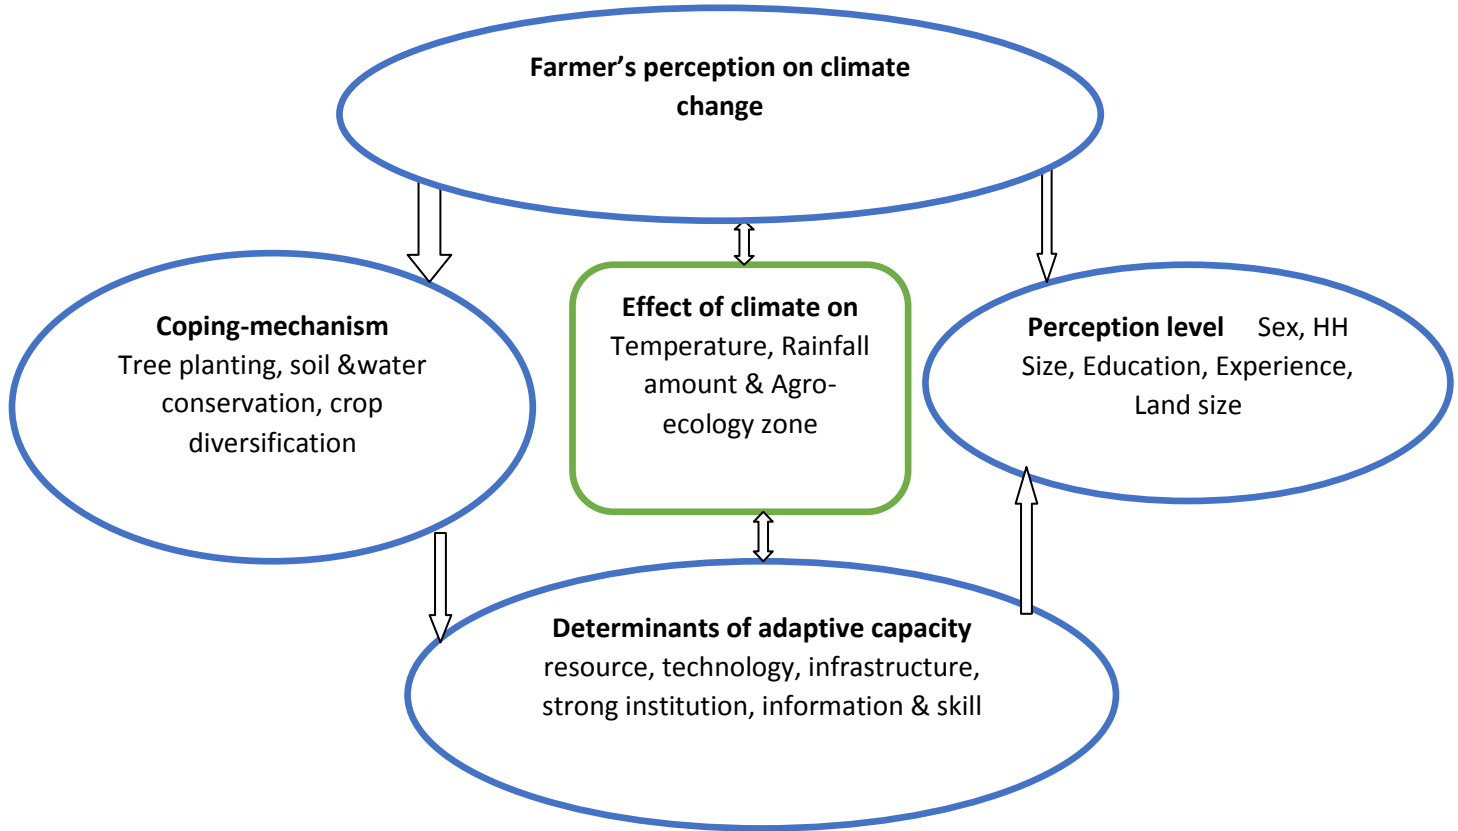 Farmer’s perception on climate
change
Coping-mechanism
Tree planting, soil &water
conservation, crop
diversification
Effect of climate on
Temperature, Rainfall
amount & Agro-
ecology zone
Perception level Sex, HH
Size, Education, Experience,
Land size
Determinants of adaptive capacity
resource, technology, infrastructure,
strong institution, information & skill